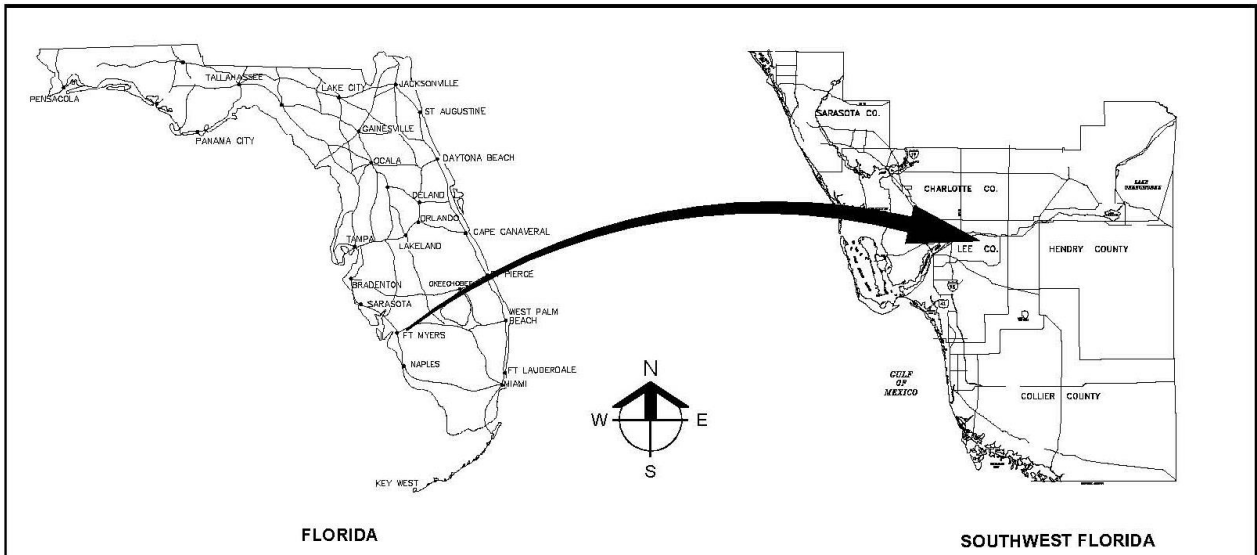 TALLAHASSEE
LAKE CITY
JACKSONVILLE
PENSACOLA
ST AUGUSTINE
PANAMA CITY
GAINESVILLE
OCALA
DAYTONA BEACH
DELAND
ORLANDO
TAMPA
LAKELAND
CAPE CANAVERAL
BRADENTON
OKEECHOBEE
PIERCE
SARASOTA
WEST PALM
BEACH
FT MYERS
NAPLES
FT LAUDERDALE
MIAMI
KEY WEST
FLORIDA
N
W
E
S
SARASOTA CO.
CHARLOTTE CO.
LAKE
OKEECHOBEE
LEE CO.
HENDRY COUNTY
GULF
OF
MEXICO
COLLIER COUNTY
SOUTHWEST FLORIDA